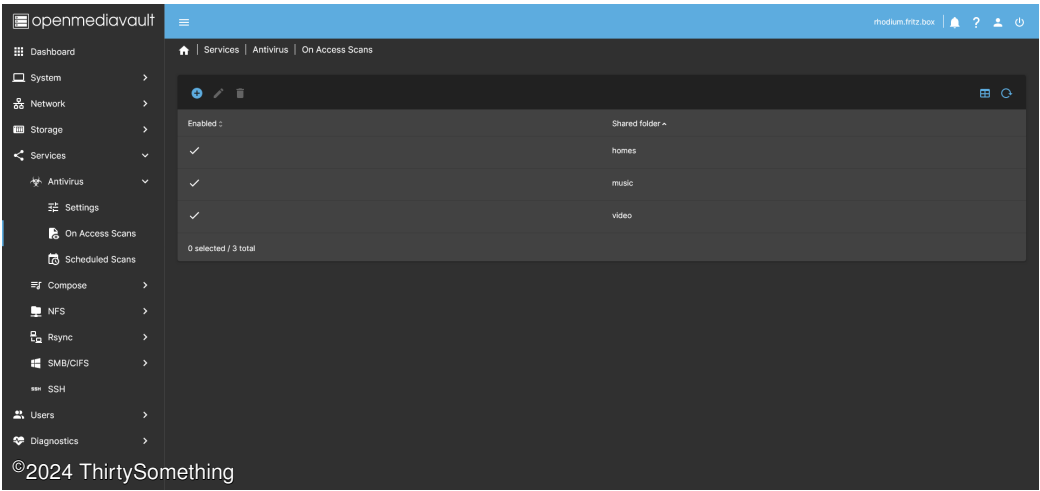 openmediavault
rhodium.fritz.box
Dashboard
System
Network
Storage
Services
Antivirus
Settings
On Access Scans
Scheduled Scans
Compose
NFS
Rsync
SMB/CIFS
SSH SSH
Users
Diagnostics
| Services | Antivirus | On Access Scans
Enabled Shared folder
homes
music
video
0 selected / 3 total
©2024 ThirtySomething